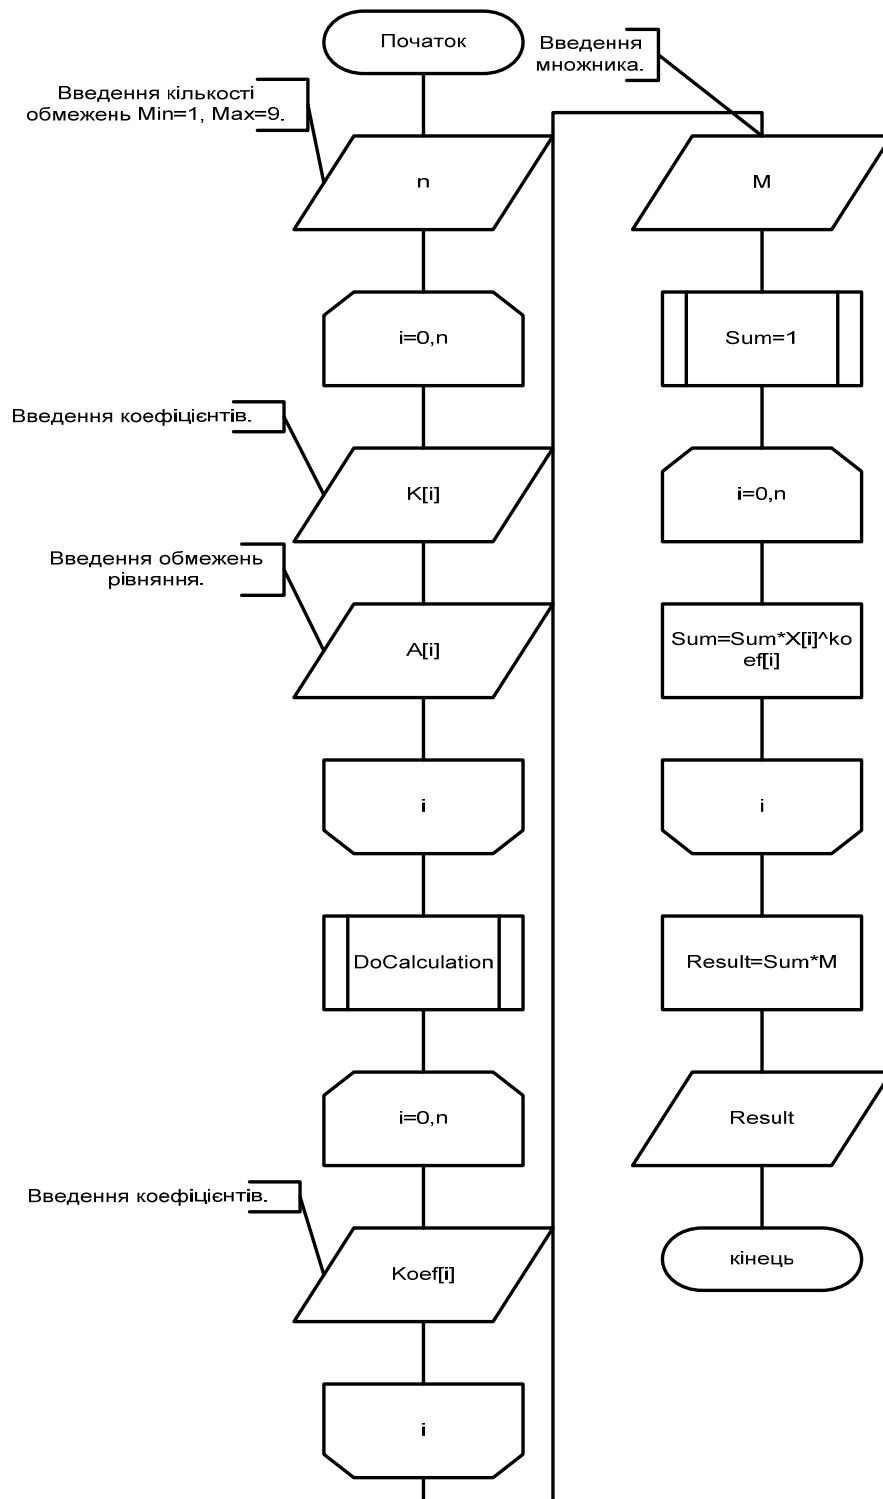 Початок
Введення кількості
обмежень Min=1, Max=9.
n
i=0,n
Введення коефіцієнтів.
K[i]
Введення обмежень
рівняння.
A[i]
i
DoCalculation
i=0,n
Введення коефіцієнтів.
Koef[i]
i
Введення
множника.
M
Sum=1
i=0,n
Sum=Sum*X[i]^ko
ef[i]
i
Result=Sum*M
Result
кінець